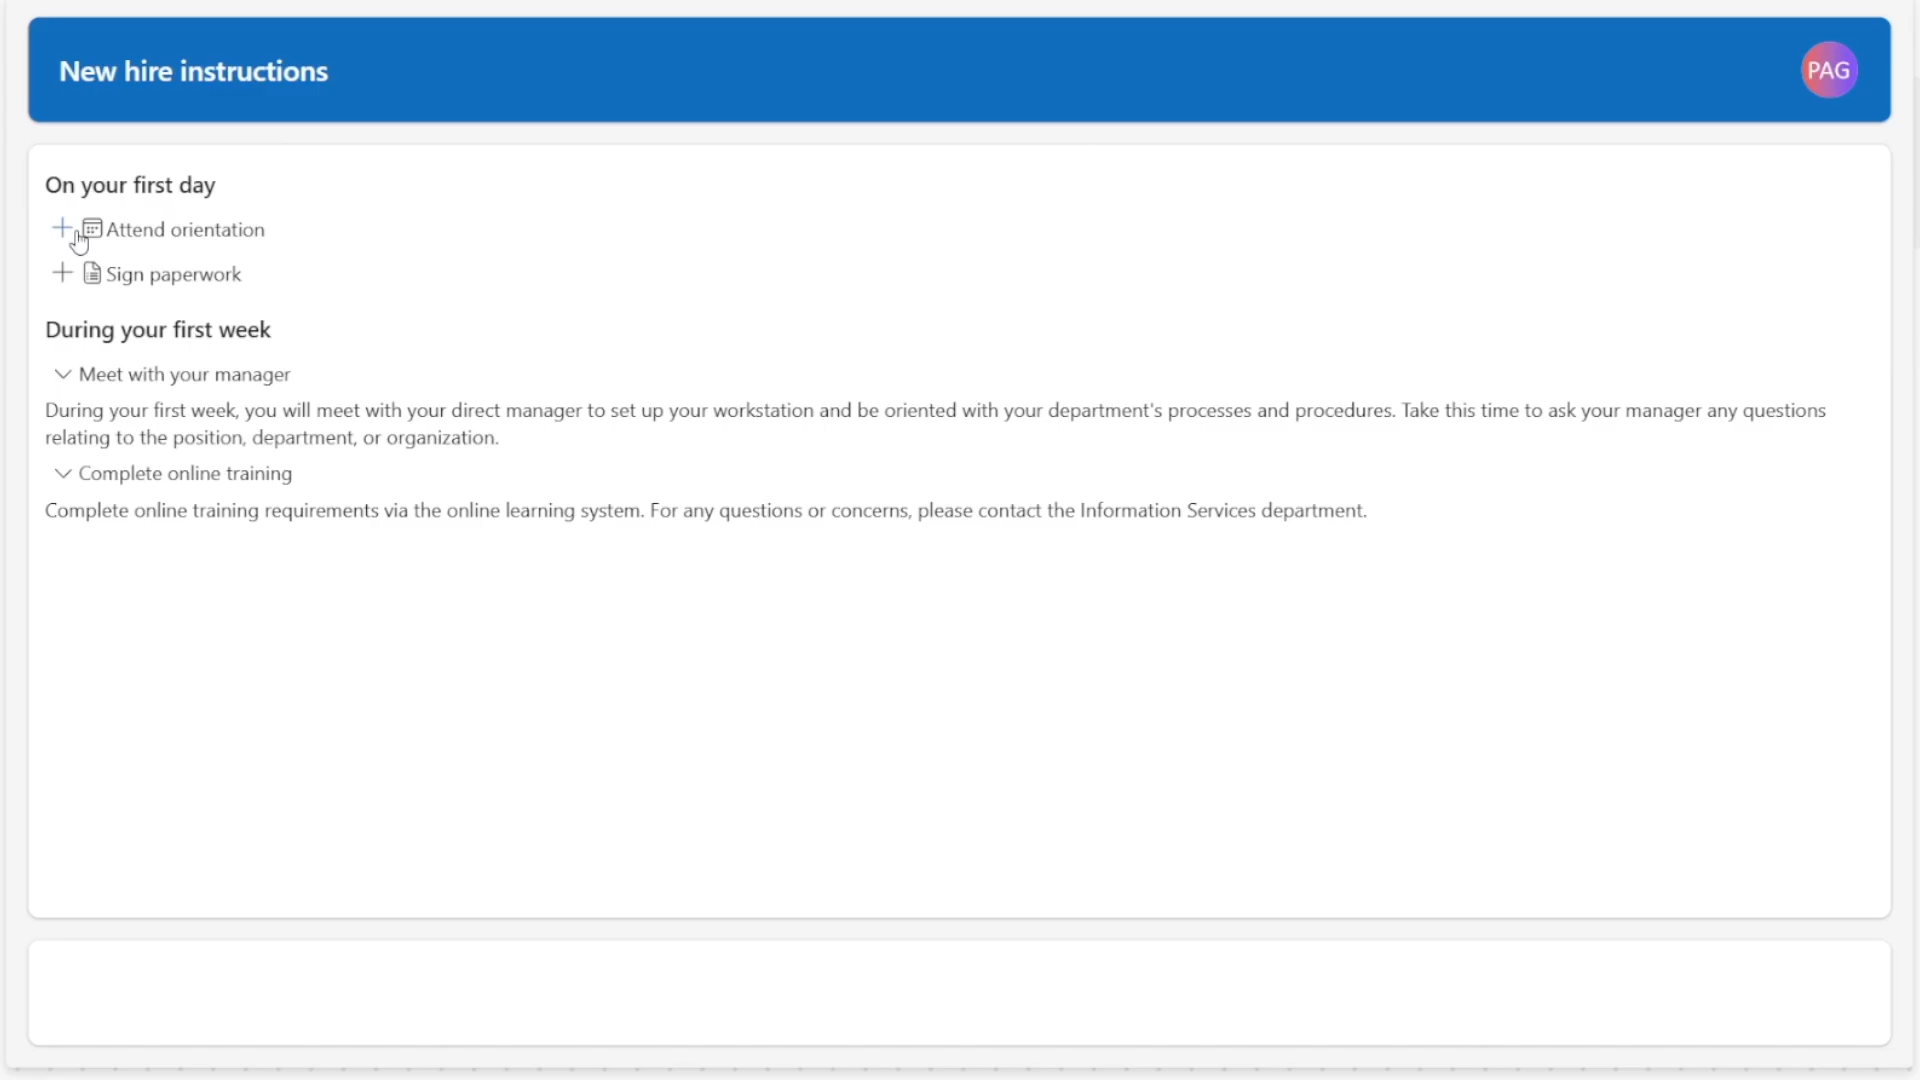 New hire instructions
PAG
On your first day
Attend orientation
Sign paperwork
During your first week
Meet with your manager
During your first week, you will meet with your direct manager to set up your workstation and be oriented with your department's processes and procedures. Take this time to ask your manager any questions
relating to the position, department, or organization.
Complete online training
Complete online training requirements via the online learning system. For any questions or concerns, please contact the Information Services department.